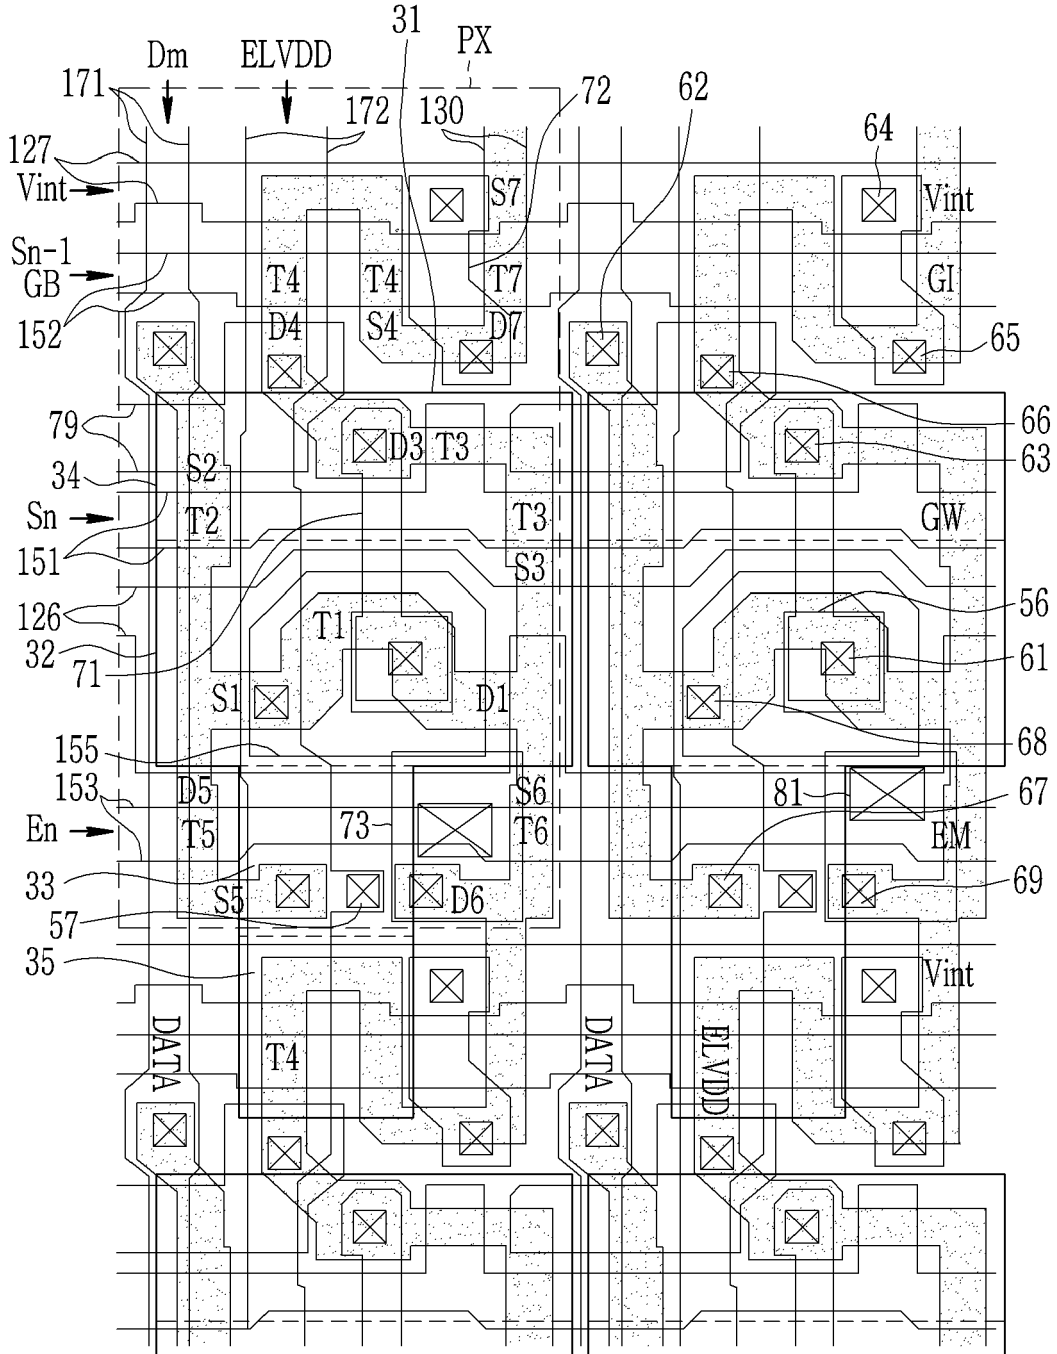 31
PX
Dm
ELVDD
171
172
130
72
62
64
127
Vint
S7
Vint
Sn-1
GB
T4
T4
T7
GI
152
D4
S4
D7
65
79
66
34
S2
D3
T3
63
Sn
T2
T3
GW
151
S3
126
56
32
T1
61
71
S1
D1
68
155
153
D5
S6
81
67
En
T5
73
T6
EM
33
S5
D6
69
57
35
Vint
DATA
T4
DATA
ELVDD